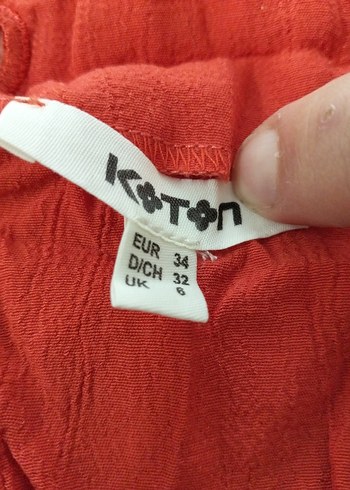 KOTON
EUR 34
D/CH 32
UK 6